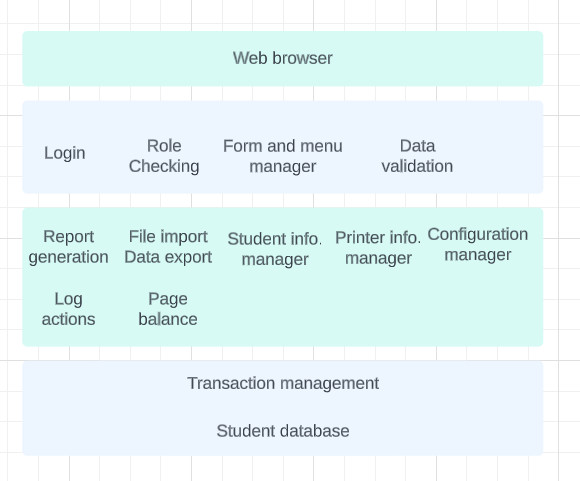 Web browser
Login
Role
Checking
Form and menu
manager
Data
validation
Report
generation
File import
Data export
Student info.
manager
Printer info.
manager
Configuration
manager
Log
actions
Page
balance
Transaction management
Student database